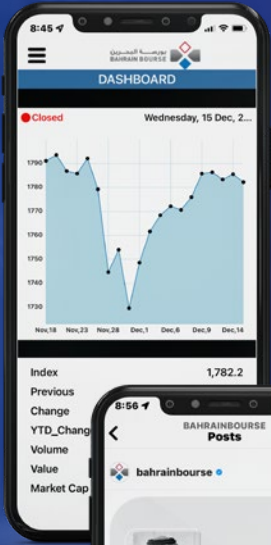 8:45
بورصة البحرين
BAHRAIN BOURSE
DASHBOARD
Closed Wednesday, 15 Dec, 2...
1790
1780
1770
1760
1750
1740
1730
Nov,18 Nov,23 Nov,28 Dec,1 Dec,6 Dec,9 Dec,14
Index 1,782.2
Previous
Change
YTD_Chang
Volume
Value
Market Cap
8:56
BAHRAINBOURSE
Posts
bahrainbourse